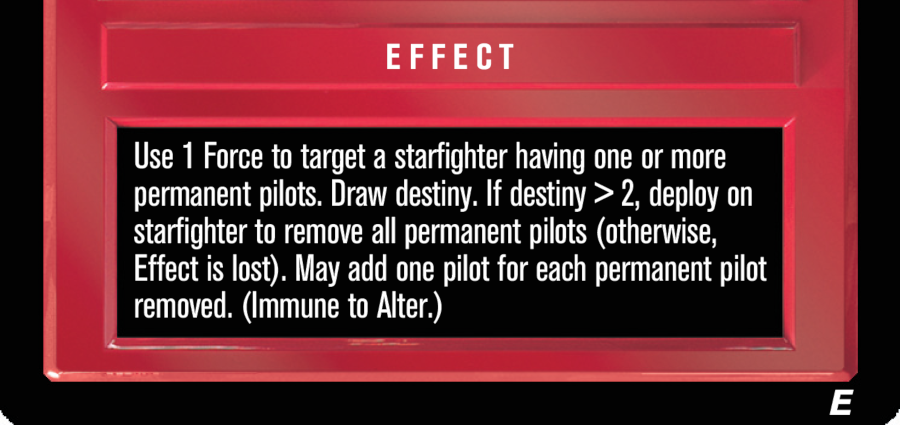 EFFECT
Use 1 Force to target a starfighter having one or more
permanent pilots. Draw destiny. If destiny > 2, deploy on
starfighter to remove all permanent pilots (otherwise,
Effect is lost). May add one pilot for each permanent pilot
removed. (Immune to Alter.)
E